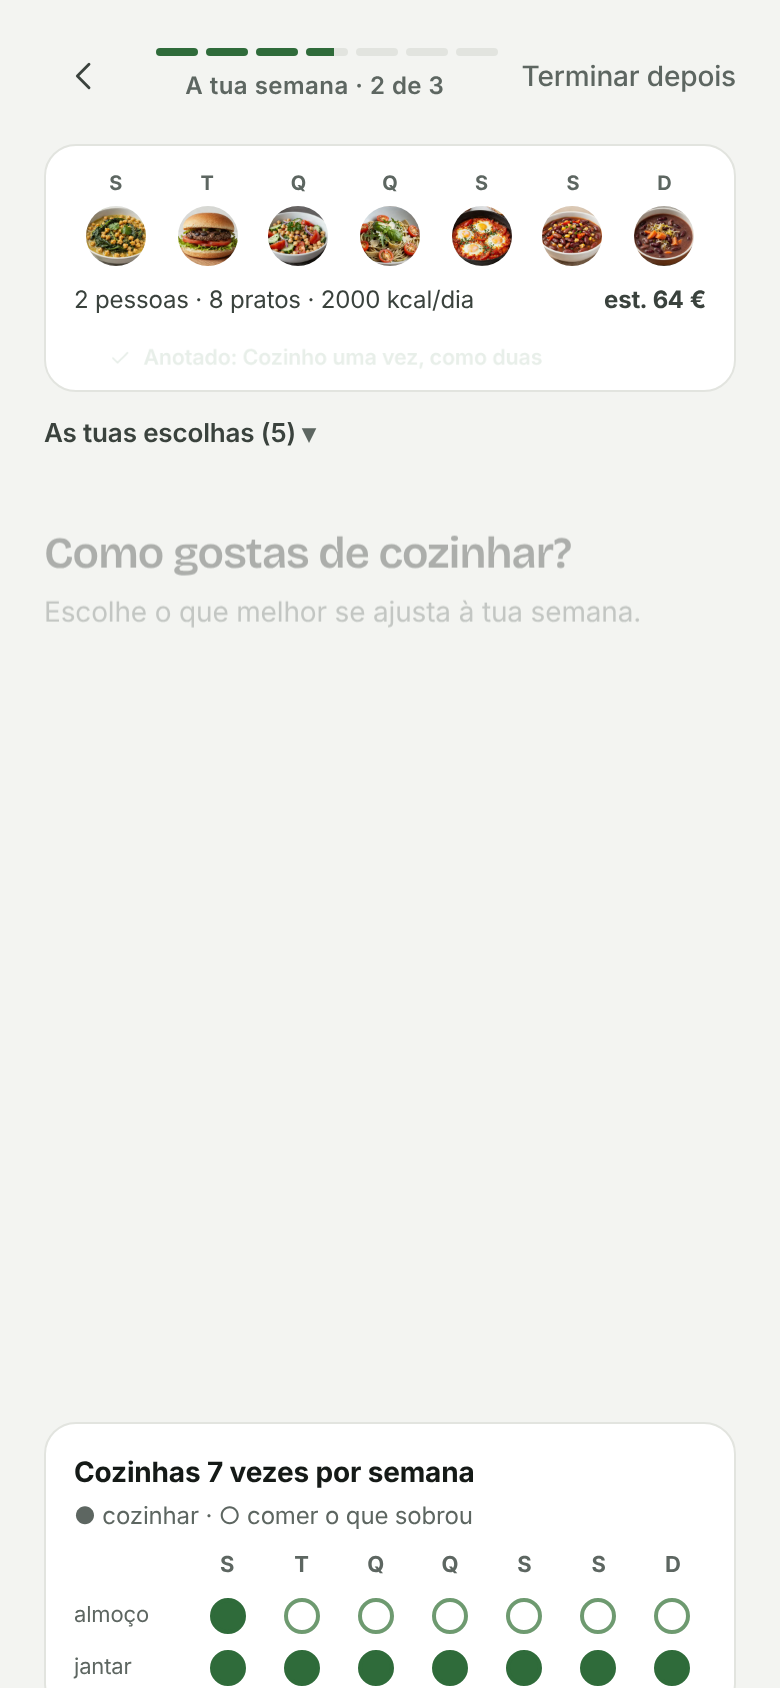 A tua semana · 2 de 3
Terminar depois
S T Q Q S S D
2 pessoas · 8 pratos · 2000 kcal/dia
est. 64 €
Anotado: Cozinho uma vez, como duas
As tuas escolhas (5) ▾
Como gostas de cozinhar?
Escolhe o que melhor se ajusta à tua semana.
Cozinhas 7 vezes por semana
● cozinhar · ○ comer o que sobrou
S T Q Q S S D
almoço
jantar